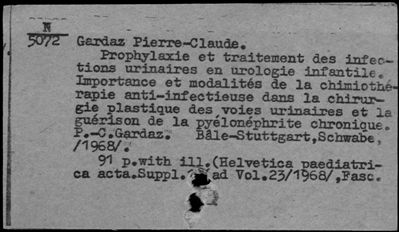 N
5072 Gardaz Pierre-Claude.
Prophylaxie et traitement des infec-
tions urinaires en urologie infantile.
Importance et modalités de la chimiothé-
rapie anti-infectieuse dans la chirur-
gie plastique des voies urinaires et la
guérison de la pyélonéphrite chronique.
P.-C.Gardaz. Bâle-Stuttgart,Schwabe,
/1968/.
91 p.with ill.(Helvetica paediatri-
ca acta.Suppl. ad Vol.23/1968/,Fasc.